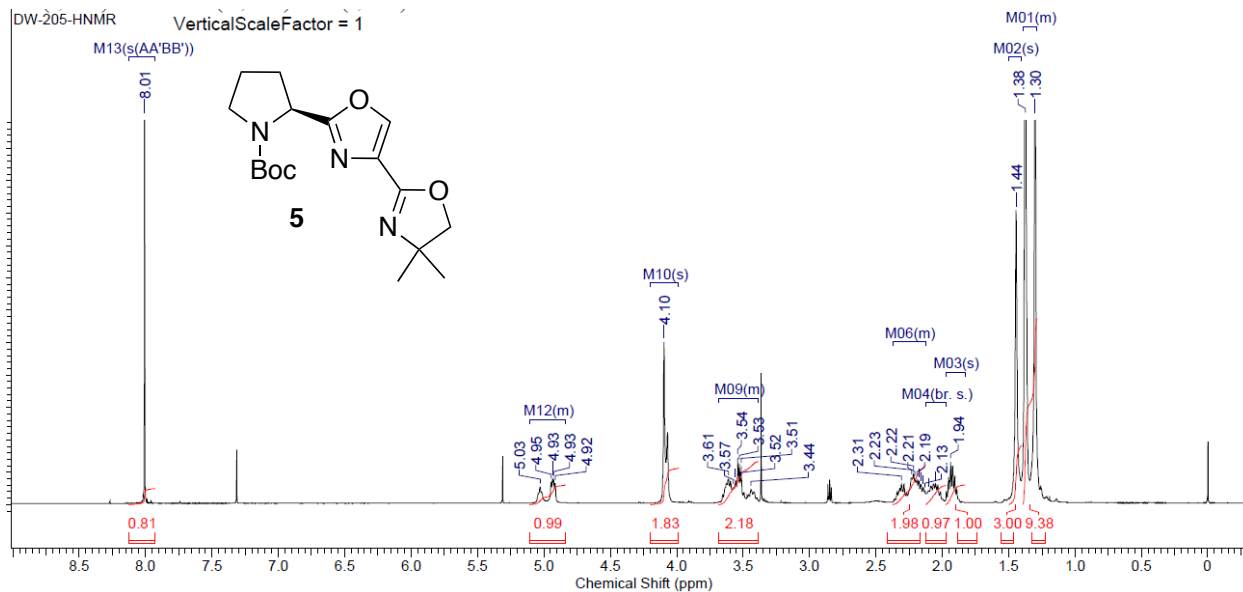 DW-205-HNMR
VerticalScaleFactor = 1
M01(m)
M13(s(AA'BB'))
M02(s)
8.01
1.38
1.30
O
N
N
Boc
O
N
5
1.44
M10(s)
4.10
M06(m)
M03(s)
M09(m)
M04(br. s.)
M12(m)
5.03
4.95
4.93
4.93
4.92
3.61
3.57
3.54
3.53
3.52
3.51
3.44
2.31
2.23
2.22
2.21
2.19
2.13
1.94
0.81 0.99 1.83 2.18 1.98 0.97 1.00 3.00 9.38
8.5 8.0 7.5 7.0 6.5 6.0 5.5 5.0 4.5 4.0 3.5 3.0 2.5 2.0 1.5 1.0 0.5 0
Chemical Shift (ppm)